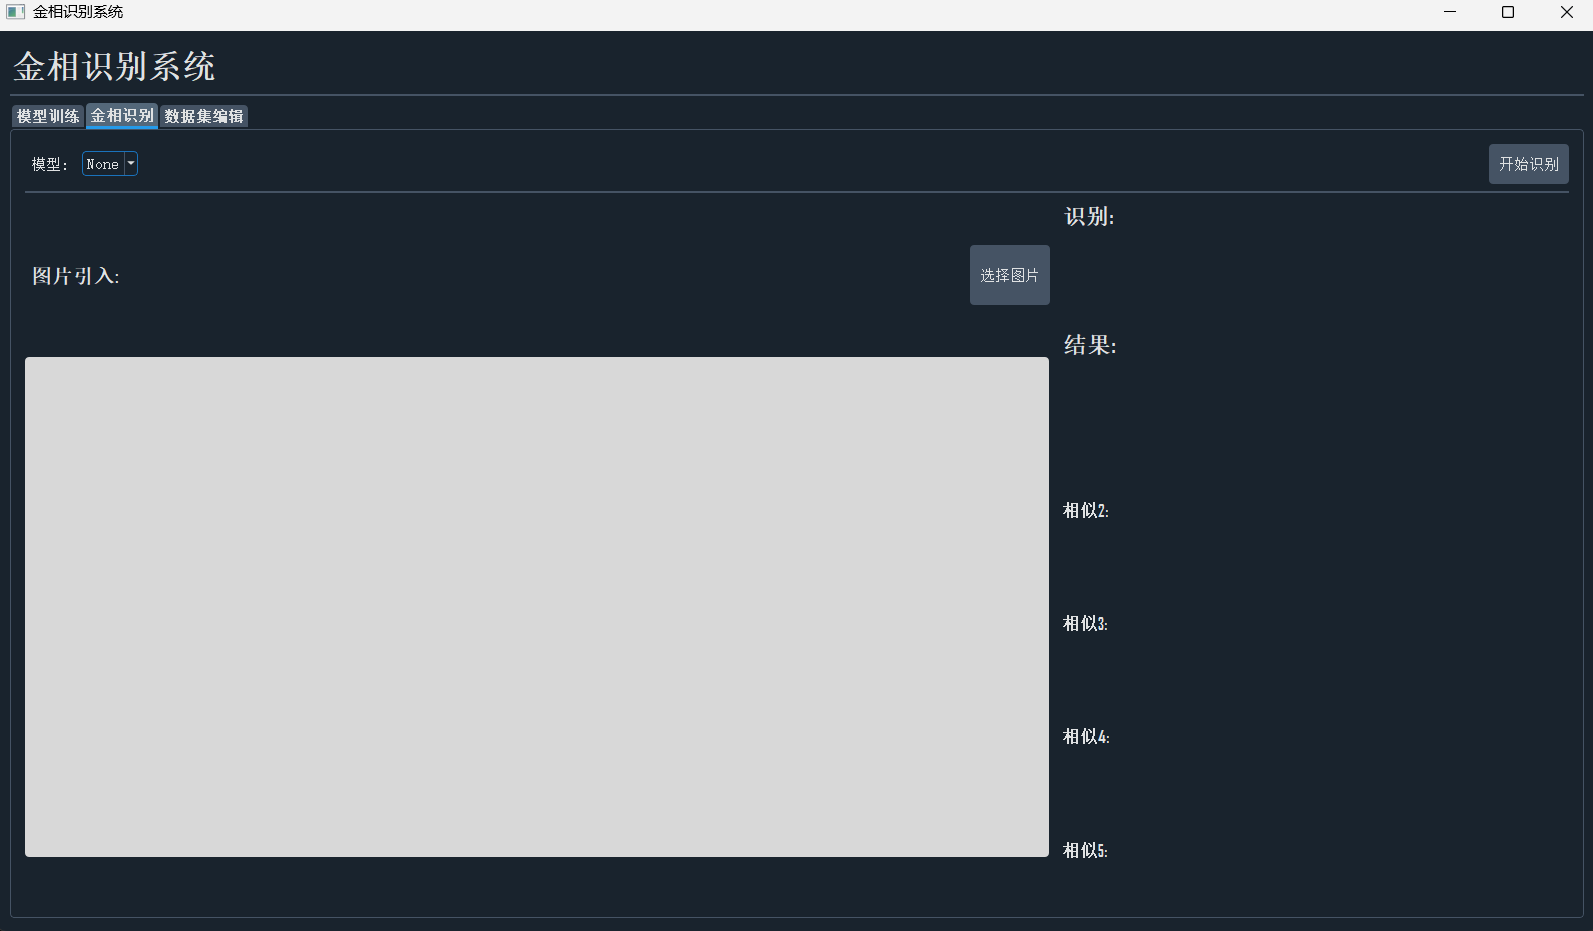 金相识别系统
金相识别系统
模型训练 金相识别 数据集编辑
模型: None 开始识别
识别:
图片引入: 选择图片
结果:
相似2:
相似3:
相似4:
相似5: